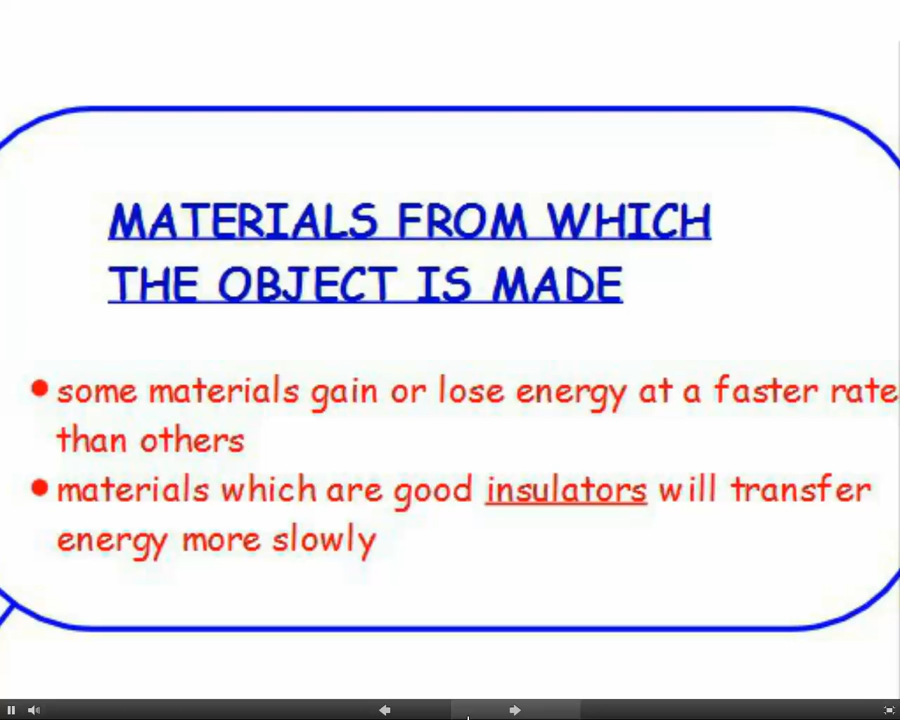 MATERIALS FROM WHICH
THE OBJECT IS MADE
• some materials gain or lose energy at a faster rate
than others
• materials which are good insulators will transfer
energy more slowly